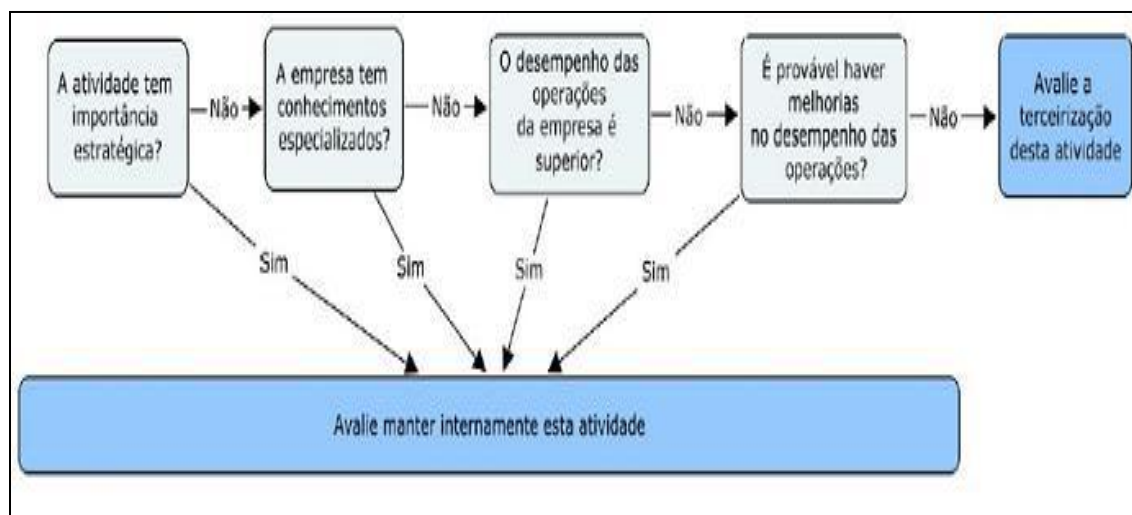 A atividade tem
importância
estratégica?
Não
A empresa tem
conhecimentos
especializados?
Não
O desempenho das
operações
da empresa é
superior?
Não
É provável haver
melhorias
no desempenho das
operações?
Não
Avalie a
terceirização
desta atividade
Sim
Sim
Sim
Sim
Avalie manter internamente esta atividade